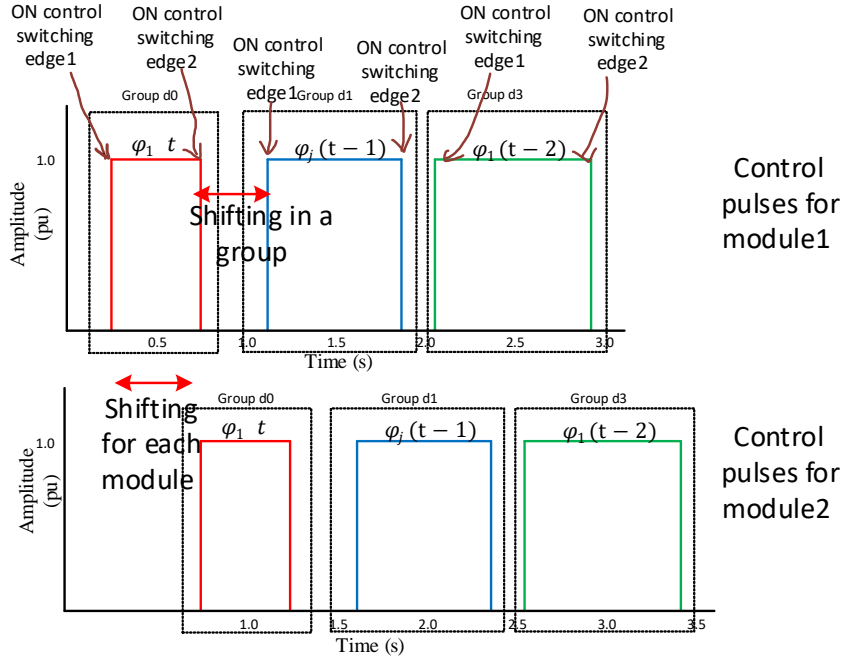 ON control
switching
edge1
ON control
switching
edge2
ON control
switching
edge1
ON control
switching
edge2
ON control
switching
edge1
ON control
switching
edge2
Group d0
Group d1
Group d3
φ₁ t
φⱼ(t − 1)
φ₁(t − 2)
1.0
Amplitude
(pu)
Shifting in a
group
Control
pulses for
module1
0.5
1.0
1.5
2.0
2.5
3.0
Time (s)
Shifting
for each
module
Group d0
Group d1
Group d3
φ₁ t
φⱼ(t − 1)
φ₁(t − 2)
1.0
Amplitude
(pu)
Control
pulses for
module2
1.0
1.5
2.0
2.5
3.0
3.5
Time (s)